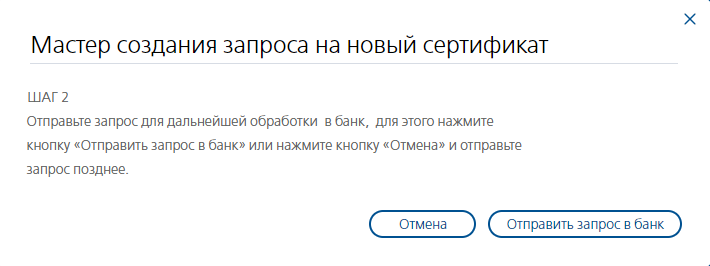 Мастер создания запроса на новый сертификат
ШАГ 2
Отправьте запрос для дальнейшей обработки в банк, для этого нажмите
кнопку «Отправить запрос в банк» или нажмите кнопку «Отмена» и отправьте
запрос позднее.
Отмена
Отправить запрос в банк